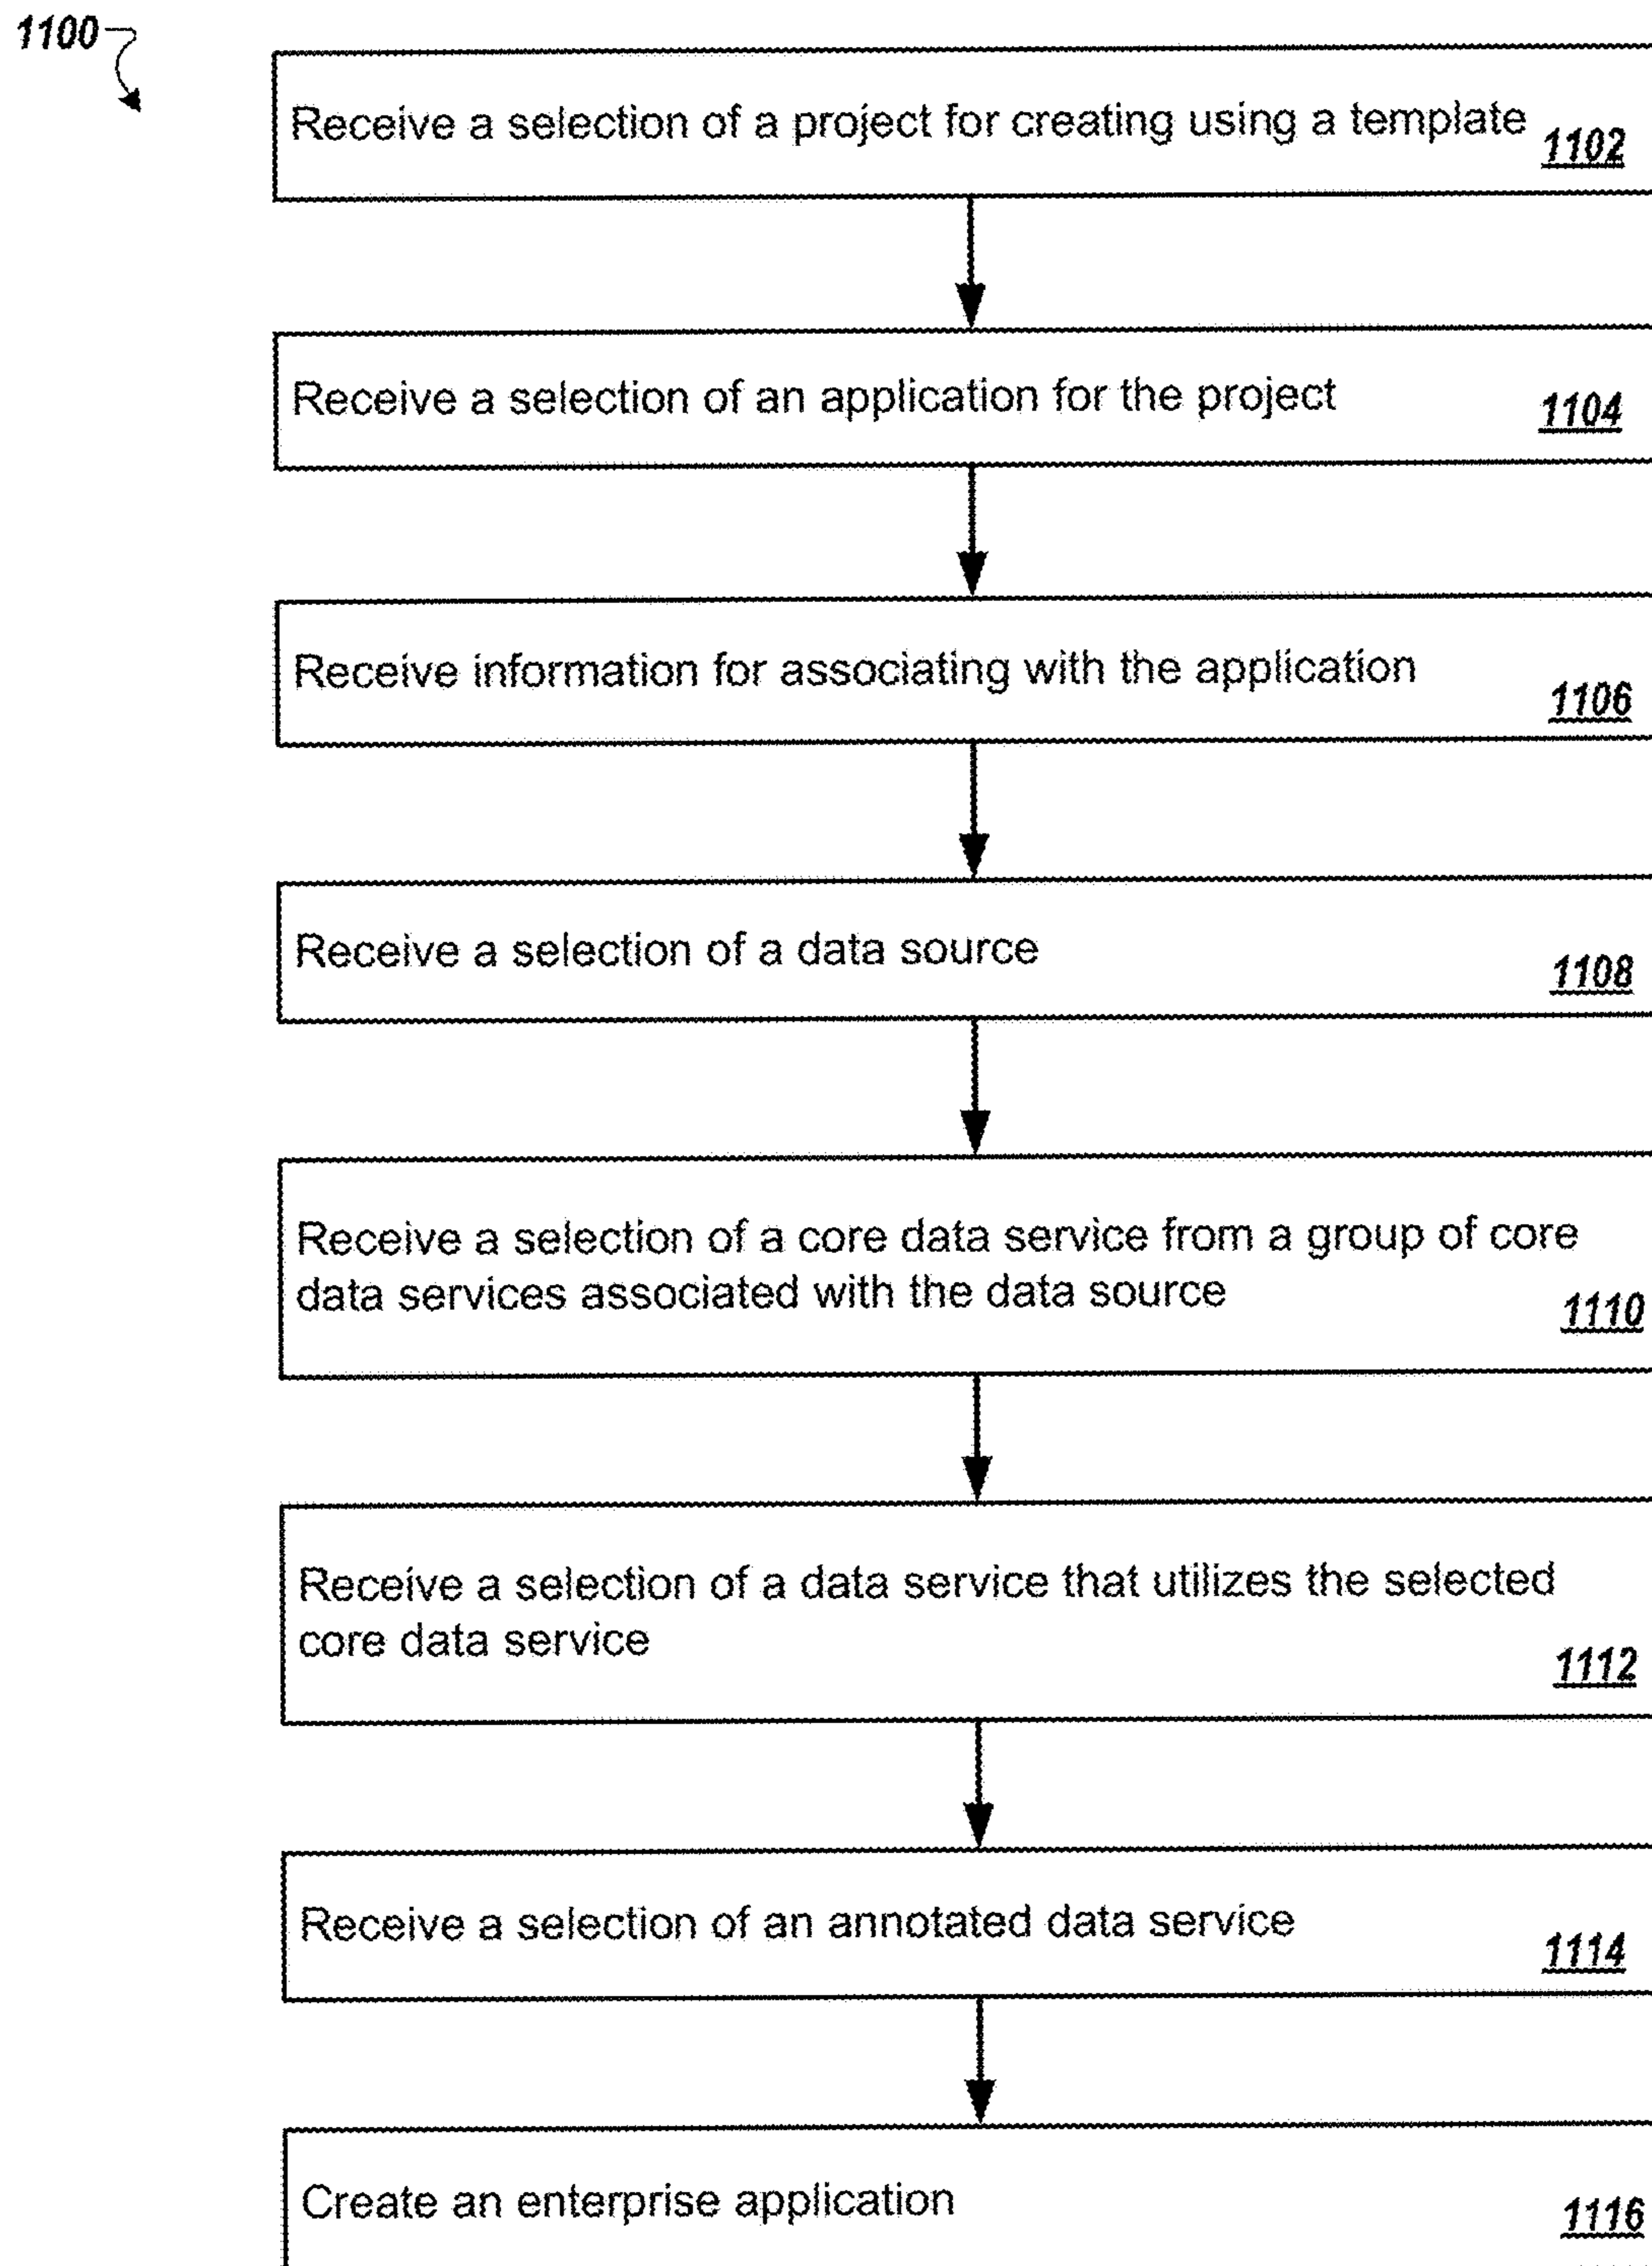 1100
Receive a selection of a project for creating using a template
1102
Receive a selection of an application for the project
1104
Receive information for associating with the application
1106
Receive a selection of a data source
1108
Receive a selection of a core data service from a group of core
data services associated with the data source
1110
Receive a selection of a data service that utilizes the selected
core data service
1112
Receive a selection of an annotated data service
1114
Create an enterprise application
1116